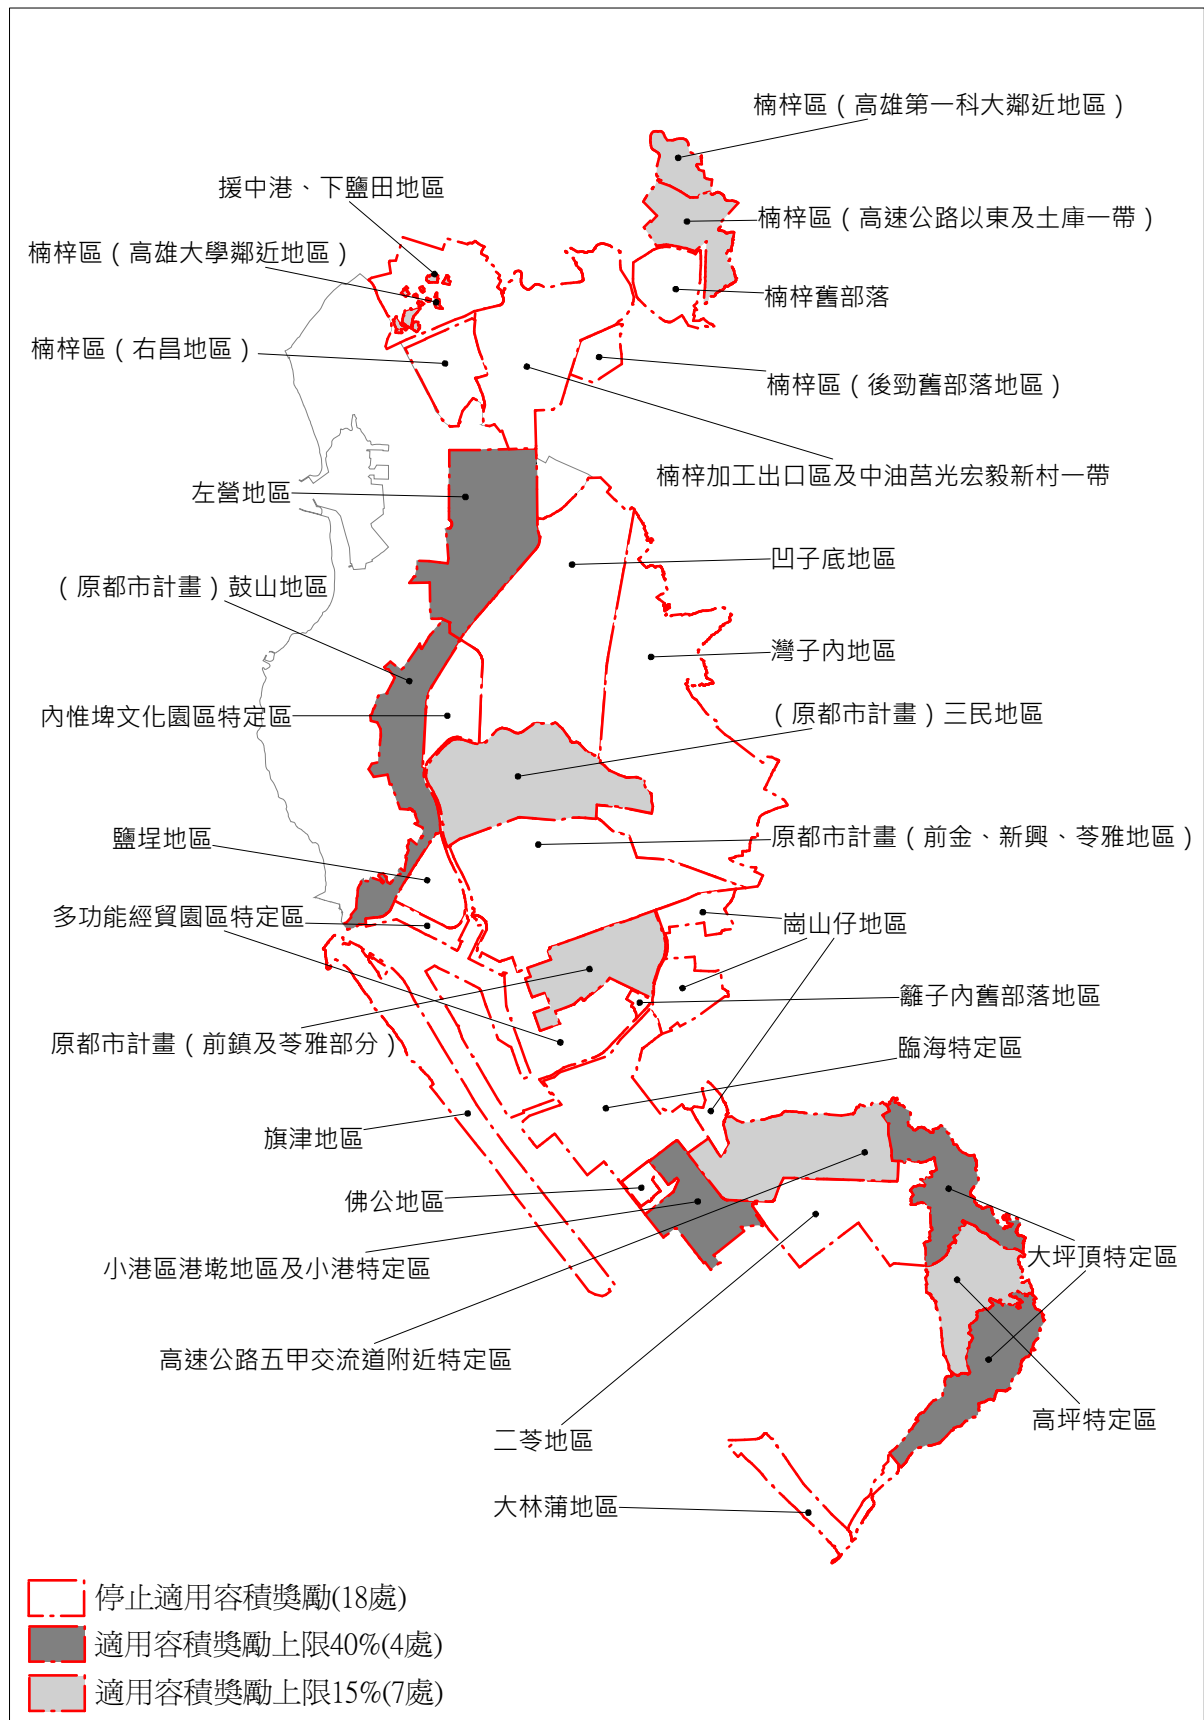 楠梓區（高雄第一科大鄰近地區）
援中港、下鹽田地區
楠梓區（高速公路以東及土庫一帶）
楠梓區（高雄大學鄰近地區）
楠梓舊部落
楠梓區（右昌地區）
楠梓區（後勁舊部落地區）
楠梓加工出口區及中油莒光宏毅新村一帶
左營地區
凹子底地區
（原都市計畫）鼓山地區
灣子內地區
內惟埤文化園區特定區
（原都市計畫）三民地區
鹽埕地區
原都市計畫（前金、新興、苓雅地區）
多功能經貿園區特定區
崗山仔地區
籬子內舊部落地區
原都市計畫（前鎮及苓雅部分）
臨海特定區
旗津地區
佛公地區
小港區港墘地區及小港特定區
大坪頂特定區
高速公路五甲交流道附近特定區
高坪特定區
二苓地區
大林蒲地區
停止適用容積獎勵(18處)
適用容積獎勵上限40%(4處)
適用容積獎勵上限15%(7處)